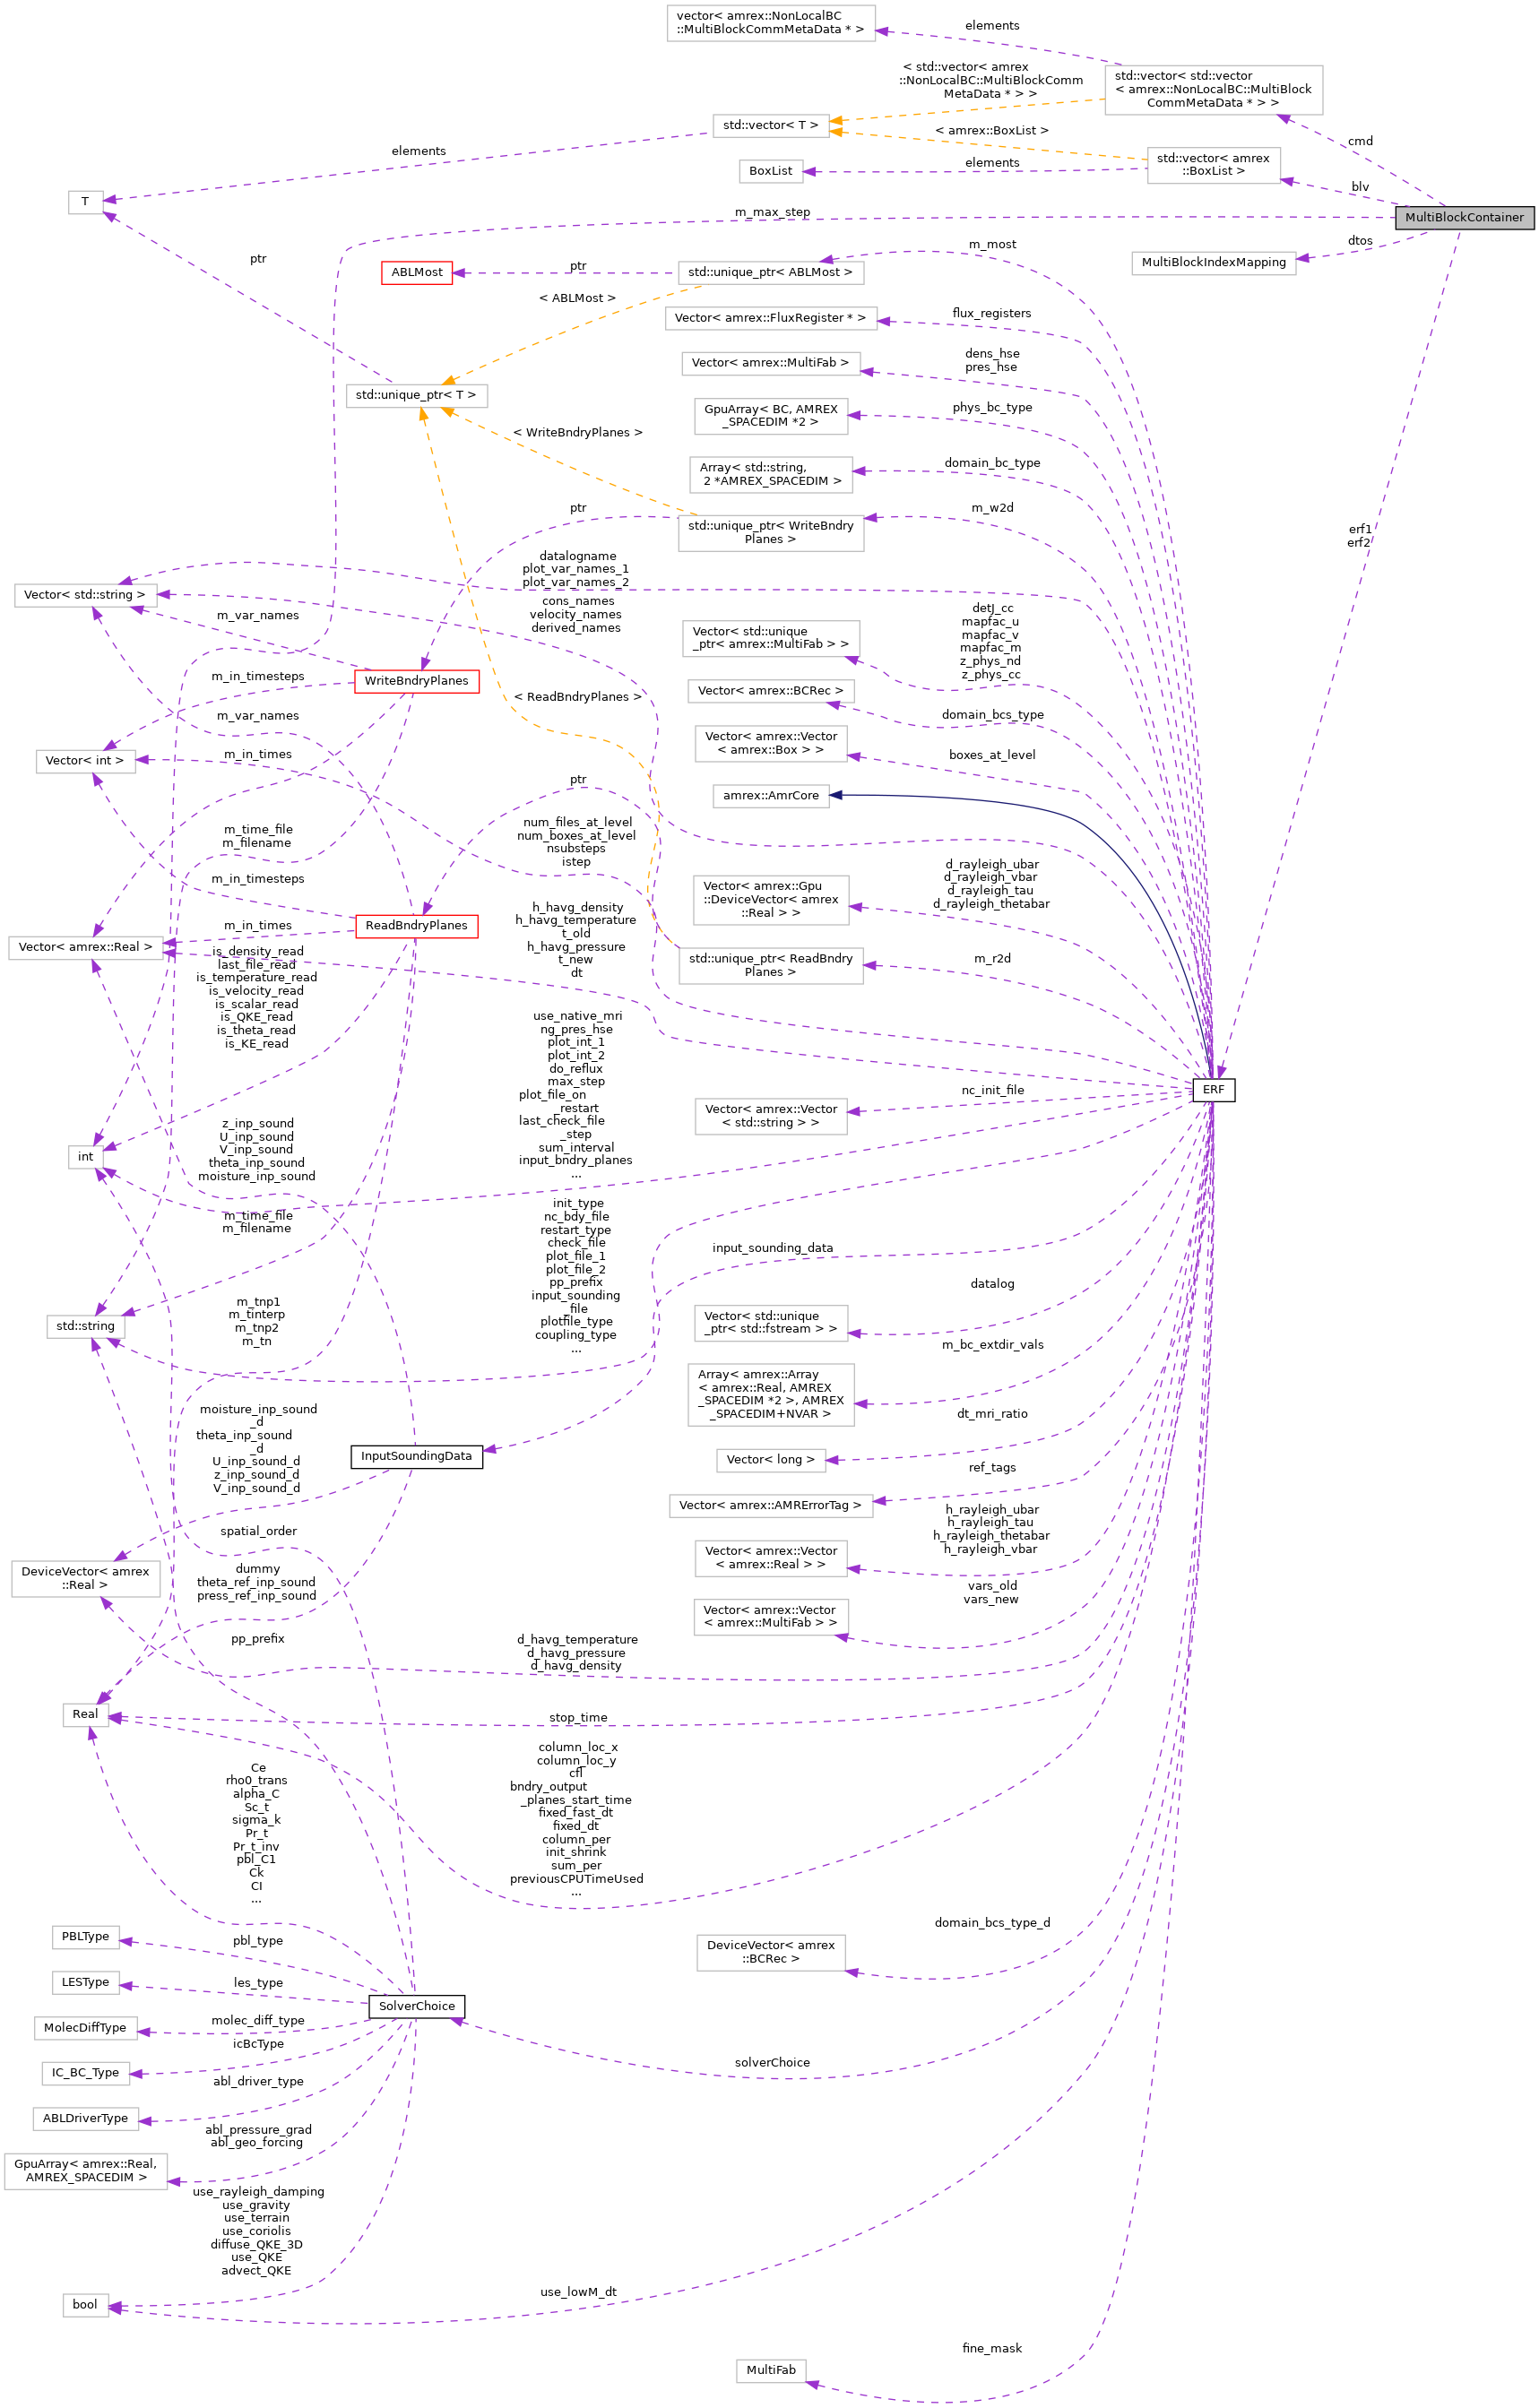 vector< amrex::NonLocalBC
::MultiBlockCommMetaData * >
elements
< std::vector< amrex
::NonLocalBC::MultiBlockComm
MetaData * > >
std::vector< std::vector
< amrex::NonLocalBC::MultiBlock
CommMetaData * > >
std::vector< T >
< amrex::BoxList >
cmd
elements
BoxList
elements
std::vector< amrex
::BoxList >
blv
T
m_max_step
MultiBlockContainer
dtos
ptr
ABLMost
ptr
std::unique_ptr< ABLMost >
m_most
MultiBlockIndexMapping
< ABLMost >
Vector< amrex::FluxRegister * >
flux_registers
Vector< amrex::MultiFab >
dens_hse
pres_hse
std::unique_ptr< T >
GpuArray< BC, AMREX
_SPACEDIM *2 >
phys_bc_type
< WriteBndryPlanes >
Array< std::string,
2 *AMREX_SPACEDIM >
domain_bc_type
ptr
std::unique_ptr< WriteBndry
Planes >
m_w2d
erf1
erf2
datalogname
plot_var_names_1
plot_var_names_2
Vector< std::string >
cons_names
velocity_names
derived_names
m_var_names
Vector< std::unique
_ptr< amrex::MultiFab > >
detJ_cc
mapfac_u
mapfac_v
mapfac_m
z_phys_nd
z_phys_cc
m_in_timesteps
WriteBndryPlanes
< ReadBndryPlanes >
Vector< amrex::BCRec >
domain_bcs_type
m_var_names
Vector< int >
m_in_times
Vector< amrex::Vector
< amrex::Box > >
boxes_at_level
ptr
amrex::AmrCore
m_time_file
m_filename
num_files_at_level
num_boxes_at_level
nsubsteps
istep
m_in_timesteps
Vector< amrex::Gpu
::DeviceVector< amrex
::Real > >
d_rayleigh_ubar
d_rayleigh_vbar
d_rayleigh_tau
d_rayleigh_thetabar
ReadBndryPlanes
m_in_times
h_havg_density
h_havg_temperature
t_old
h_havg_pressure
t_new
dt
Vector< amrex::Real >
std::unique_ptr< ReadBndry
Planes >
m_r2d
is_density_read
last_file_read
is_temperature_read
is_velocity_read
is_scalar_read
is_QKE_read
is_theta_read
is_KE_read
use_native_mri
ng_pres_hse
plot_int_1
plot_int_2
do_reflux
max_step
plot_file_on
_restart
last_check_file
_step
sum_interval
input_bndry_planes
...
ERF
nc_init_file
Vector< amrex::Vector
< std::string > >
int
z_inp_sound
U_inp_sound
V_inp_sound
theta_inp_sound
moisture_inp_sound
m_time_file
m_filename
init_type
nc_bdy_file
restart_type
check_file
plot_file_1
plot_file_2
pp_prefix
input_sounding
_file
plotfile_type
coupling_type
...
input_sounding_data
datalog
Vector< std::unique
_ptr< std::fstream > >
std::string
m_tnp1
m_tinterp
m_tnp2
m_tn
m_bc_extdir_vals
Array< amrex::Array
< amrex::Real, AMREX
_SPACEDIM *2 >, AMREX
_SPACEDIM+NVAR >
moisture_inp_sound
_d
theta_inp_sound
_d
U_inp_sound_d
z_inp_sound_d
V_inp_sound_d
InputSoundingData
dt_mri_ratio
Vector< long >
ref_tags
Vector< amrex::AMRErrorTag >
spatial_order
h_rayleigh_ubar
h_rayleigh_tau
h_rayleigh_thetabar
h_rayleigh_vbar
Vector< amrex::Vector
< amrex::Real > >
DeviceVector< amrex
::Real >
dummy
theta_ref_inp_sound
press_ref_inp_sound
vars_old
vars_new
Vector< amrex::Vector
< amrex::MultiFab > >
pp_prefix
d_havg_temperature
d_havg_pressure
d_havg_density
Real
stop_time
Ce
rho0_trans
alpha_C
Sc_t
sigma_k
Pr_t
Pr_t_inv
pbl_C1
Ck
CI
...
column_loc_x
column_loc_y
cfl
bndry_output
_planes_start_time
fixed_fast_dt
fixed_dt
column_per
init_shrink
sum_per
previousCPUTimeUsed
...
PBLType
pbl_type
DeviceVector< amrex
::BCRec >
domain_bcs_type_d
LESType
les_type
SolverChoice
MolecDiffType
molec_diff_type
icBcType
IC_BC_Type
solverChoice
abl_driver_type
ABLDriverType
abl_pressure_grad
abl_geo_forcing
GpuArray< amrex::Real,
AMREX_SPACEDIM >
use_rayleigh_damping
use_gravity
use_terrain
use_coriolis
diffuse_QKE_3D
use_QKE
advect_QKE
bool
use_lowM_dt
fine_mask
MultiFab